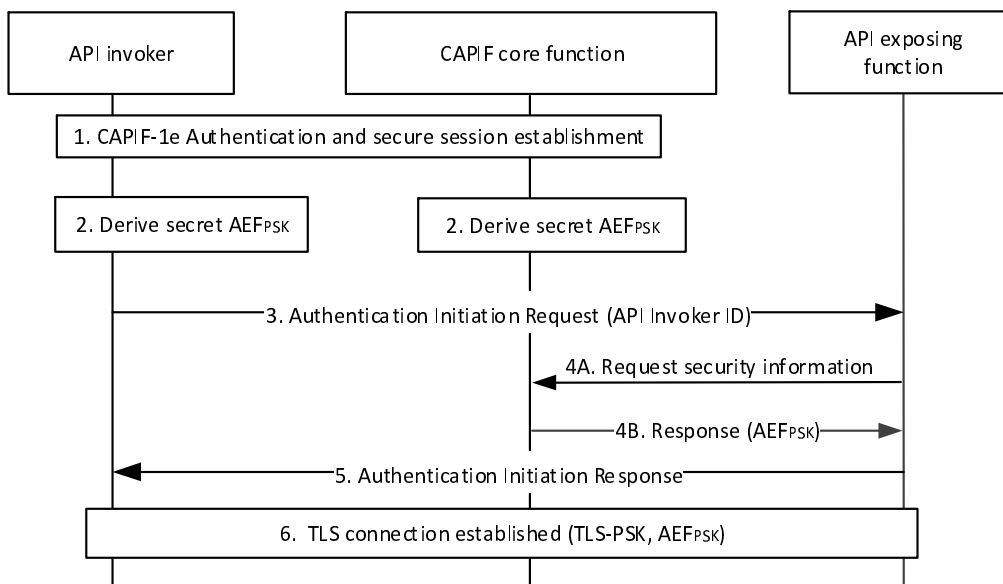 API invoker
CAPIF core function
API exposing
function
1. CAPIF-1e Authentication and secure session establishment
2. Derive secret AEFPSK
2. Derive secret AEFPSK
3. Authentication Initiation Request (API Invoker ID)
4A. Request security information
4B. Response (AEFPSK)
5. Authentication Initiation Response
6. TLS connection established (TLS-PSK, AEFPSK)